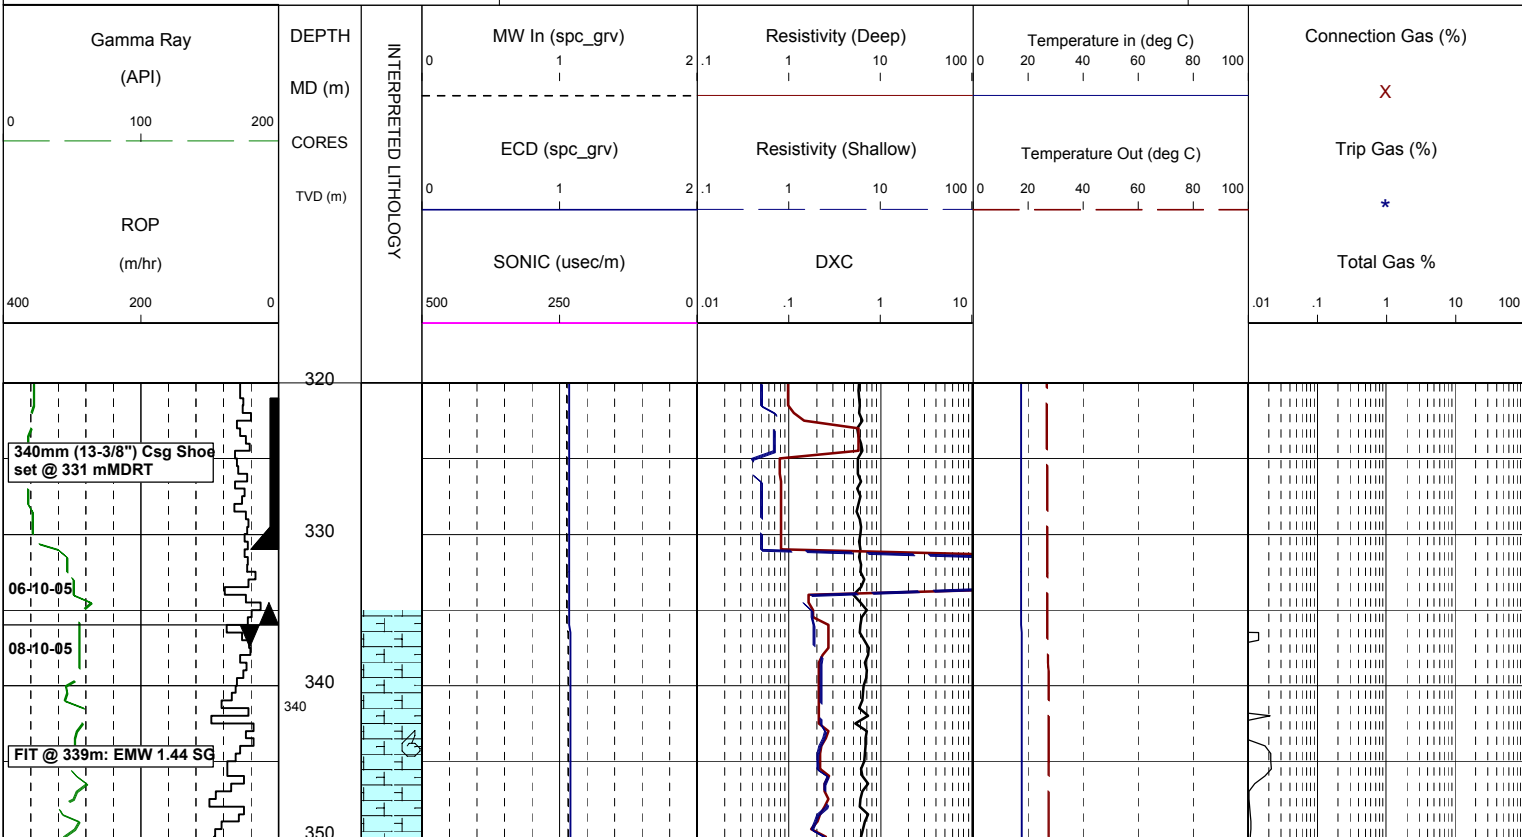 Gamma Ray
(API)
0 100 200
ROP
(m/hr)
400 200 0
DEPTH
MD (m)
CORES
TVD (m)
INTERPRETED LITHOLOGY
MW In (spc_grv)
0 1 2
ECD (spc_grv)
0 1 2
SONIC (usec/m)
500 250 0
Resistivity (Deep)
.1 1 10 100
Resistivity (Shallow)
.1 1 10 100
DXC
.01 .1 1 10
Temperature in (deg C)
0 20 40 60 80 100
Temperature Out (deg C)
0 20 40 60 80 100
Connection Gas (%)
X
Trip Gas (%)
*
Total Gas %
.01 .1 1 10 100
320
340mm (13-3/8") Csg Shoe
set @ 331 mMDRT
330
06-10-05
08-10-05
340
340
FIT @ 339m: EMW 1.44 SG
350